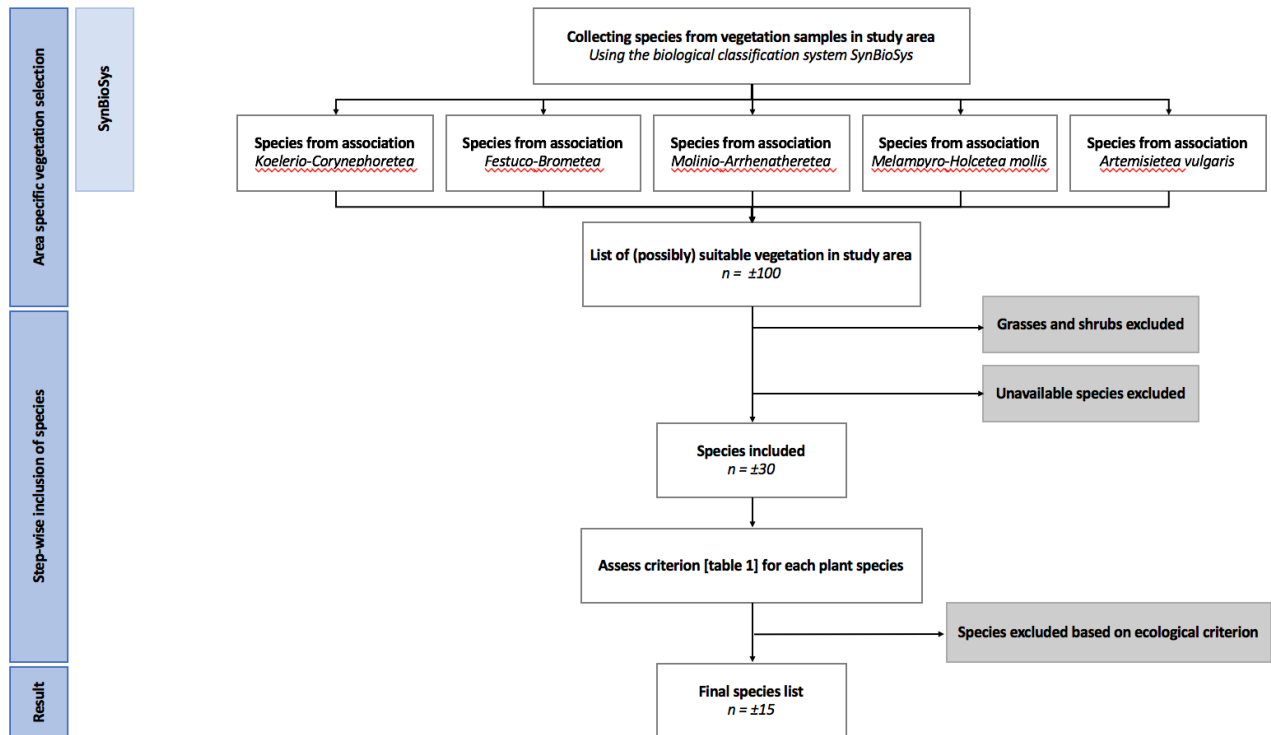 Area specific vegetation selection
SynBioSys
Collecting species from vegetation samples in study area
Using the biological classification system SynBioSys
Species from association
Koelerio-Corynephoretea
Species from association
Festuco-Brometea
Species from association
Molinio-Arrhenatheretea
Species from association
Melampyro-Holcetea mollis
Species from association
Artemisietea vulgaris
List of (possibly) suitable vegetation in study area
n = ±100
Step-wise inclusion of species
Grasses and shrubs excluded
Unavailable species excluded
Species included
n = ±30
Assess criterion [table 1] for each plant species
Species excluded based on ecological criterion
Result
Final species list
n = ±15